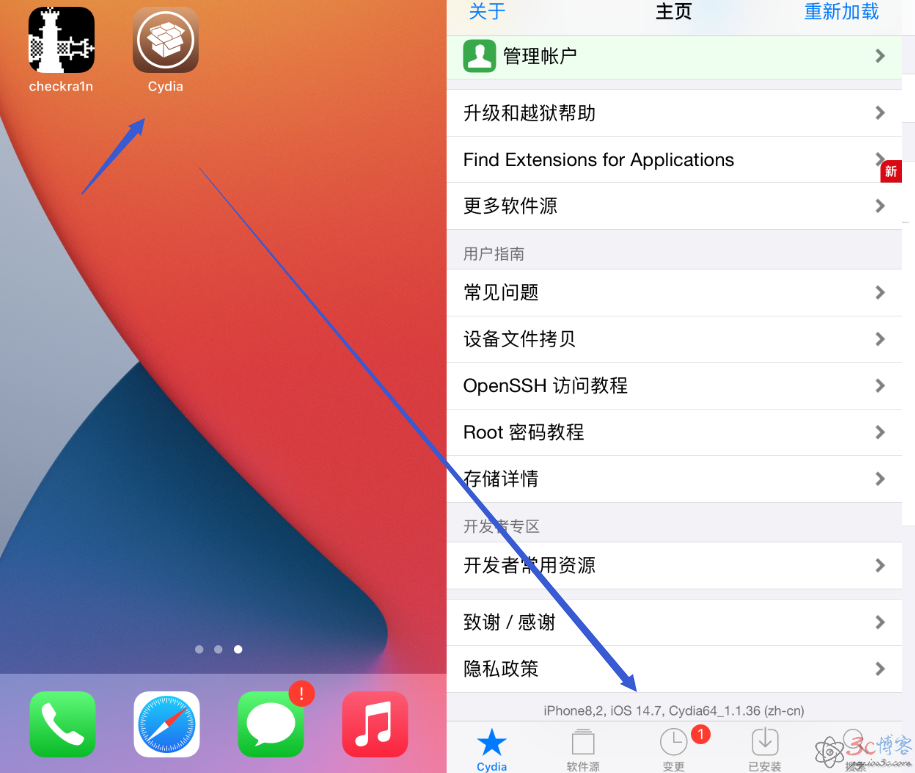 checkra1n
Cydia
!
关于
主页
重新加载
管理帐户
升级和越狱帮助
Find Extensions for Applications
新
更多软件源
用户指南
常见问题
设备文件拷贝
OpenSSH 访问教程
Root 密码教程
存储详情
开发者专区
开发者常用资源
致谢 / 感谢
隐私政策
iPhone8,2, iOS 14.7, Cydia64_1.1.36 (zh-cn)
1
Cydia
软件源
变更
已安装
3c博客